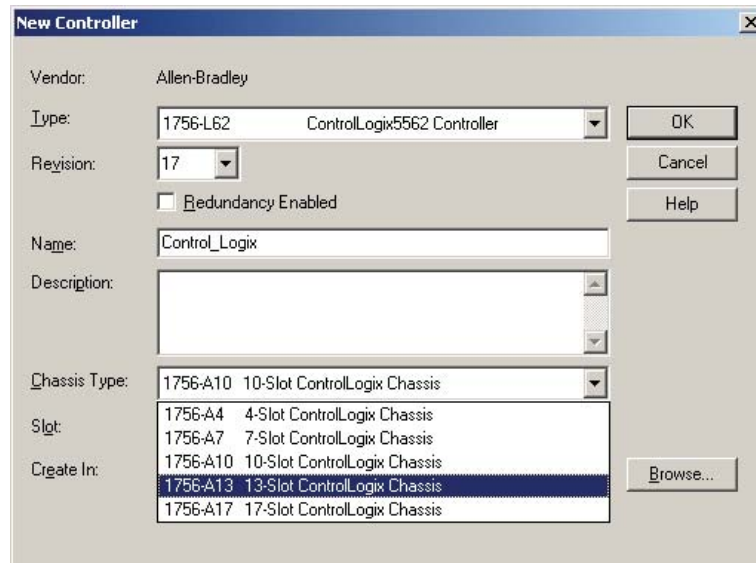 New Controller
Vendor: Allen-Bradley
Type: 1756-L62 ControlLogix5562 Controller OK
Revision: 17 Cancel
Redundancy Enabled Help
Name: Control_Logix
Description:
Chassis Type: 1756-A10 10-Slot ControlLogix Chassis
Slot:
1756-A4 4-Slot ControlLogix Chassis
1756-A7 7-Slot ControlLogix Chassis
1756-A10 10-Slot ControlLogix Chassis
Create In:
1756-A13 13-Slot ControlLogix Chassis Browse...
1756-A17 17-Slot ControlLogix Chassis